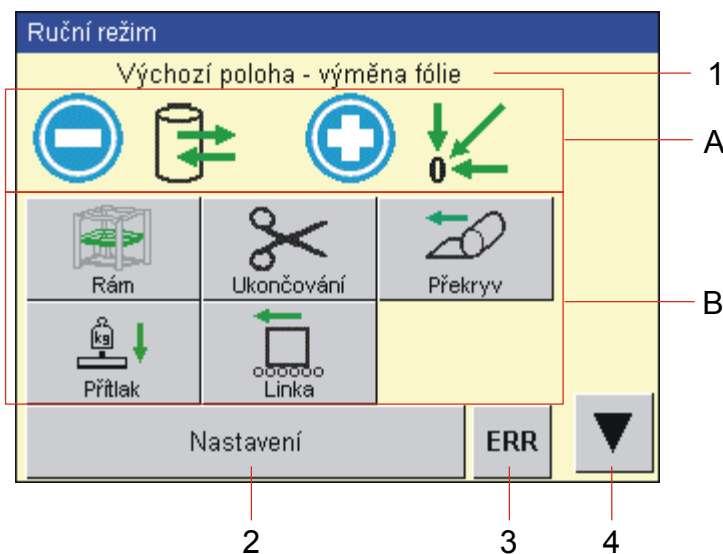 Ruční režim
Výchozí poloha - výměna fólie
1
A
0
Rám
Ukončování
Překryv
B
kg
Přítlak
Linka
Nastavení
ERR
2
3
4